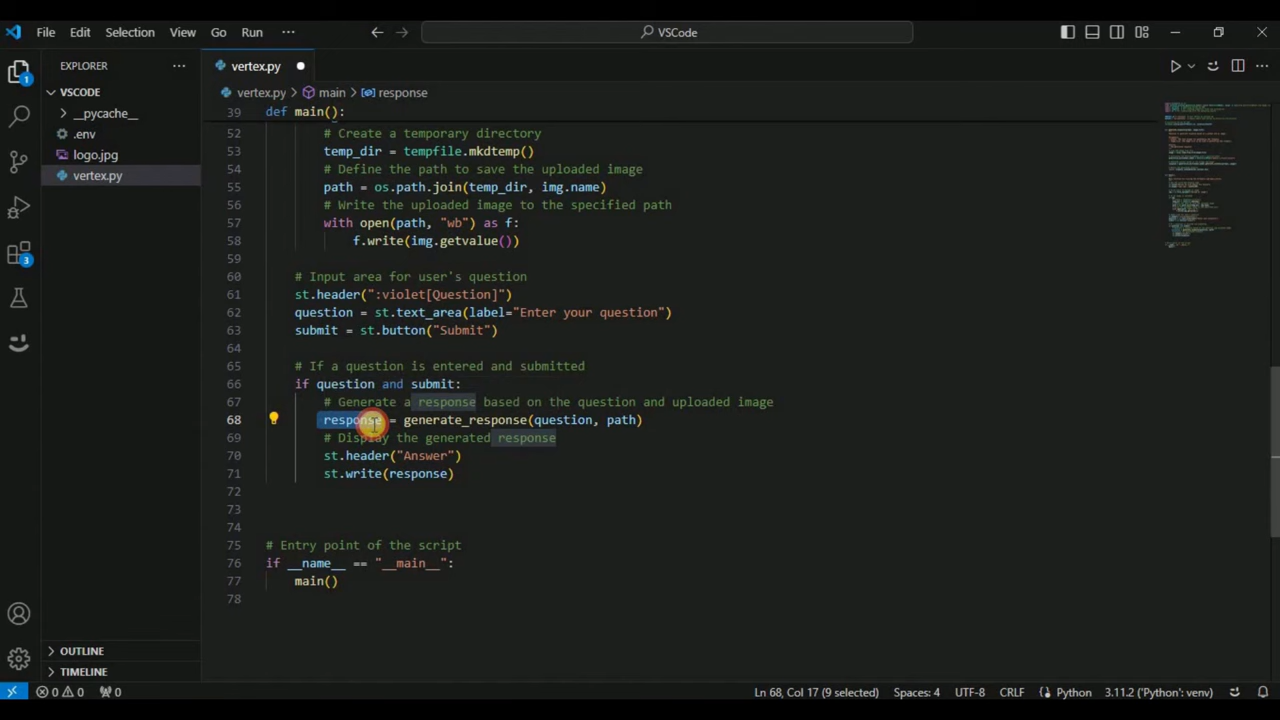 File Edit Selection View Go Run ··· VSCode
EXPLORER ··· vertex.py
VSCODE vertex.py > main > response
__pycache__
.env
logo.jpg
vertex.py
39 def main():
52 # Create a temporary directory
53 temp_dir = tempfile.mkdtemp()
54 # Define the path to save the uploaded image
55 path = os.path.join(temp_dir, img.name)
56 # Write the uploaded image to the specified path
57 with open(path, "wb") as f:
58 f.write(img.getvalue())
59
60 # Input area for user's question
61 st.header(":violet[Question]")
62 question = st.text_area(label="Enter your question")
63 submit = st.button("Submit")
64
65 # If a question is entered and submitted
66 if question and submit:
67 # Generate a response based on the question and uploaded image
68 response = generate_response(question, path)
69 # Display the generated response
70 st.header("Answer")
71 st.write(response)
72
73
74
75 # Entry point of the script
76 if __name__ == "__main__":
77 main()
78
1
3
OUTLINE
TIMELINE
0 0 0 Ln 68, Col 17 (9 selected) Spaces: 4 UTF-8 CRLF Python 3.11.2 ('Python': venv)